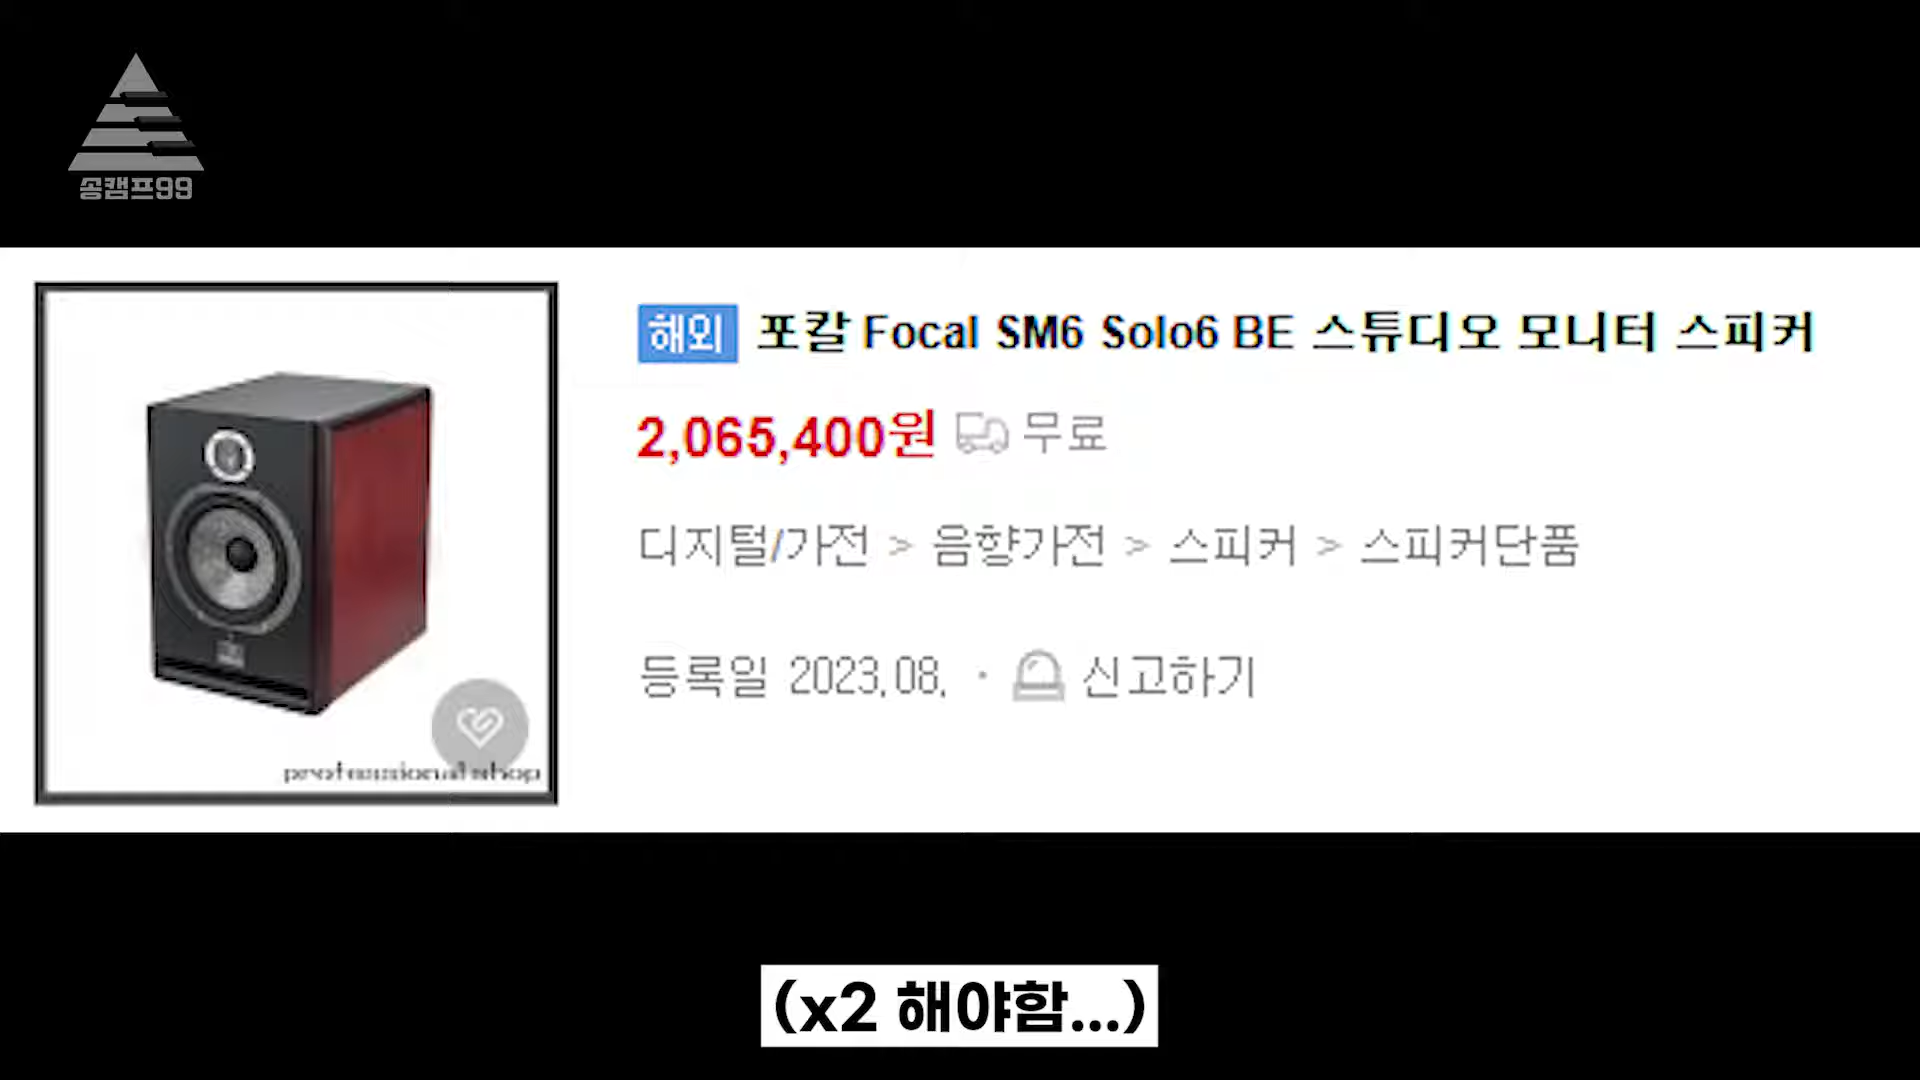 송캠프99
해외 포칼 Focal SM6 Solo6 BE 스튜디오 모니터 스피커
2,065,400원 무료
디지털/가전 > 음향가전 > 스피커 > 스피커단품
등록일 2023.08. · 신고하기
professional shop
(x2 해야함...)